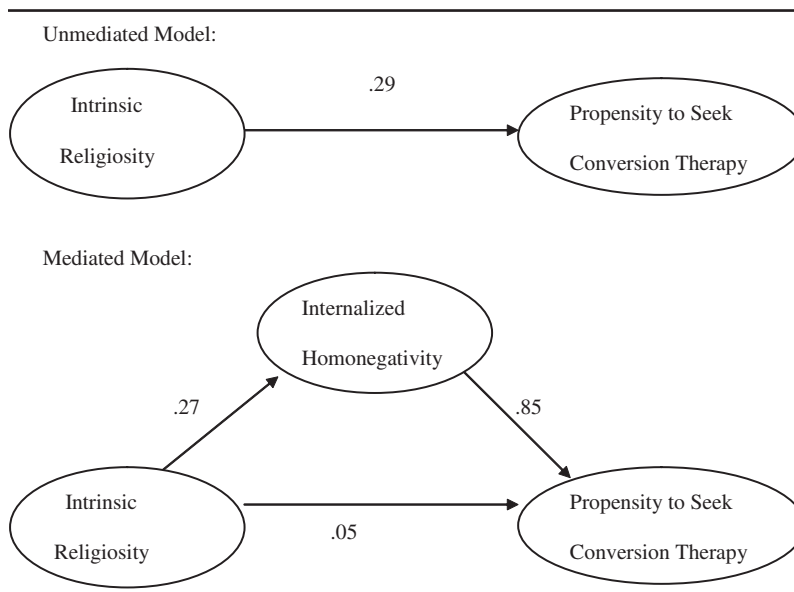 Unmediated Model:
.29
Intrinsic
Religiosity
Propensity to Seek
Conversion Therapy
Mediated Model:
Internalized
Homonegativity
.27
.85
Intrinsic
Religiosity
.05
Propensity to Seek
Conversion Therapy